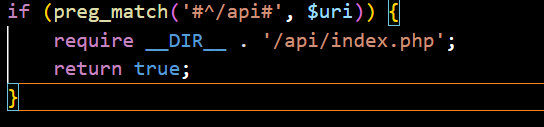 if (preg_match('#^/api#', $uri)) {
    require __DIR__ . '/api/index.php';
    return true;
}